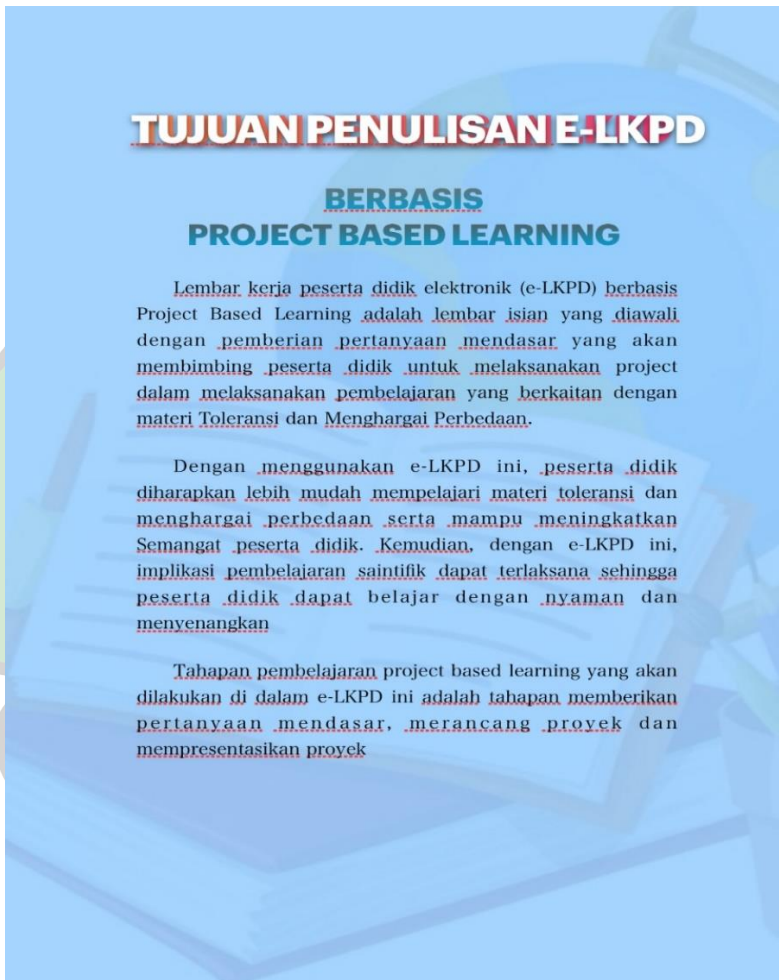 TUJUAN PENULISAN E-LKPD
BERBASIS
PROJECT BASED LEARNING
Lembar kerja peserta didik elektronik (e-LKPD) berbasis
Project Based Learning adalah lembar isian yang diawali
dengan pemberian pertanyaan mendasar yang akan
membimbing peserta didik untuk melaksanakan project
dalam melaksanakan pembelajaran yang berkaitan dengan
materi Toleransi dan Menghargai Perbedaan.
Dengan menggunakan e-LKPD ini, peserta didik
diharapkan lebih mudah mempelajari materi toleransi dan
menghargai perbedaan serta mampu meningkatkan
Semangat peserta didik. Kemudian, dengan e-LKPD ini,
implikasi pembelajaran saintifik dapat terlaksana sehingga
peserta didik dapat belajar dengan nyaman dan
menyenangkan
Tahapan pembelajaran project based learning yang akan
dilakukan di dalam e-LKPD ini adalah tahapan memberikan
pertanyaan mendasar, merancang proyek dan
mempresentasikan proyek